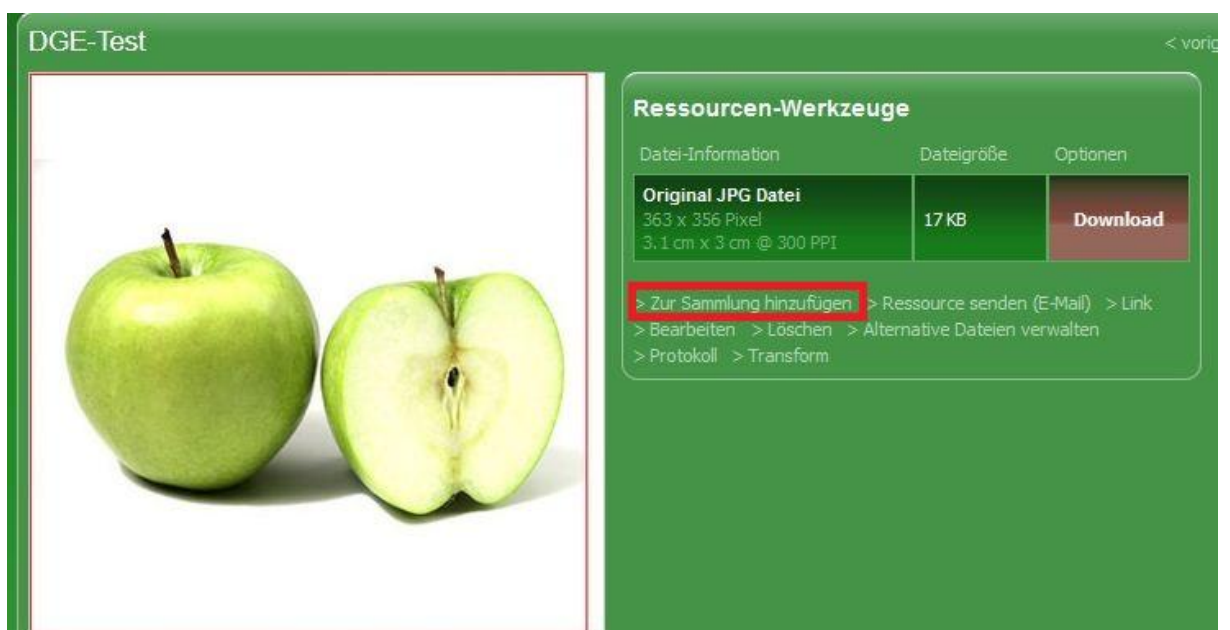 DGE-Test
< vorig
Ressourcen-Werkzeuge
Datei-Information Dateigröße Optionen
Original JPG Datei
363 x 356 Pixel
3.1 cm x 3 cm @ 300 PPI
17 KB
Download
> Zur Sammlung hinzufügen > Ressource senden (E-Mail) > Link
> Bearbeiten > Löschen > Alternative Dateien verwalten
> Protokoll > Transform